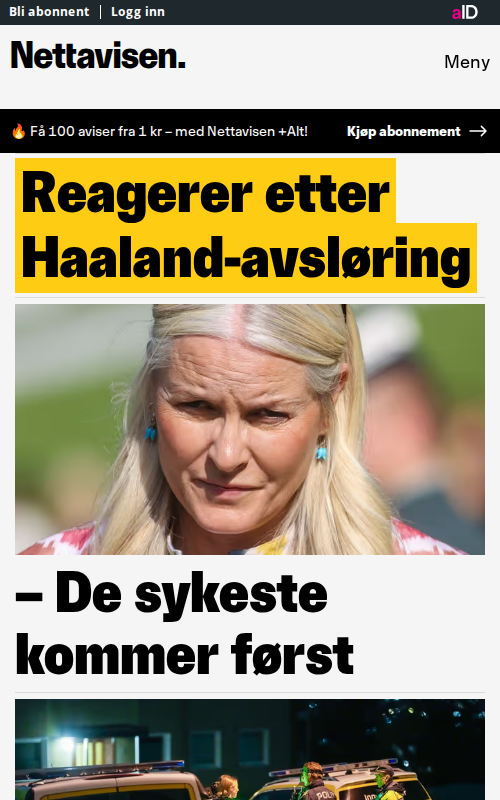 Bli abonnent | Logg inn
aID
Nettavisen.
Meny
🔥 Få 100 aviser fra 1 kr – med Nettavisen +Alt!
Kjøp abonnement →
Reagerer etter
Haaland-avsløring
– De sykeste
kommer først